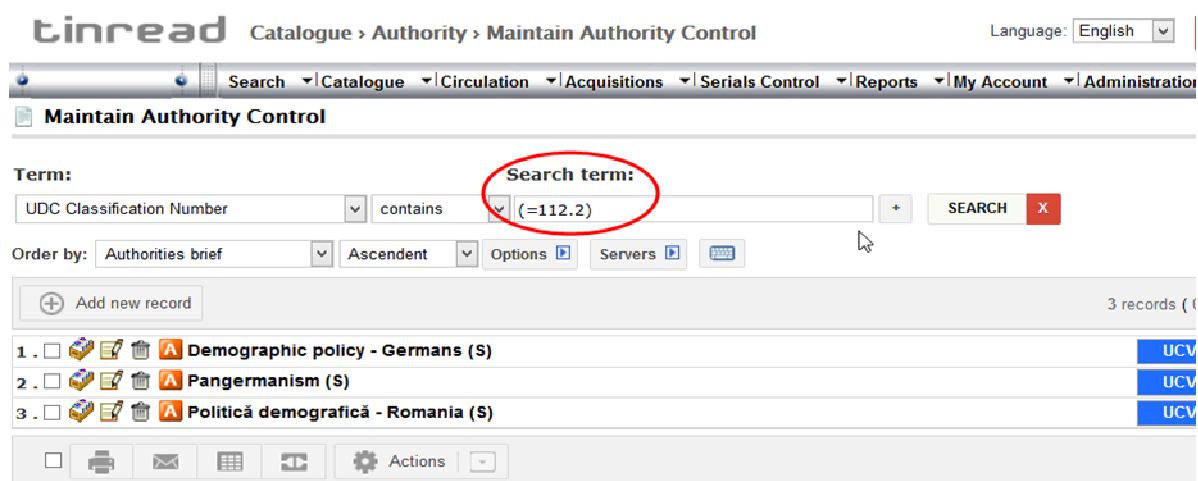 tinread Catalogue › Authority › Maintain Authority Control Language: English
Search Catalogue Circulation Acquisitions Serials Control Reports My Account Administration
Maintain Authority Control
Term: Search term:
UDC Classification Number contains (=112.2) + SEARCH X
Order by: Authorities brief Ascendent Options Servers
Add new record 3 records (
1 . A Demographic policy - Germans (S) UCV
2 . A Pangermanism (S) UCV
3 . A Politică demografică - Romania (S) UCV
Actions